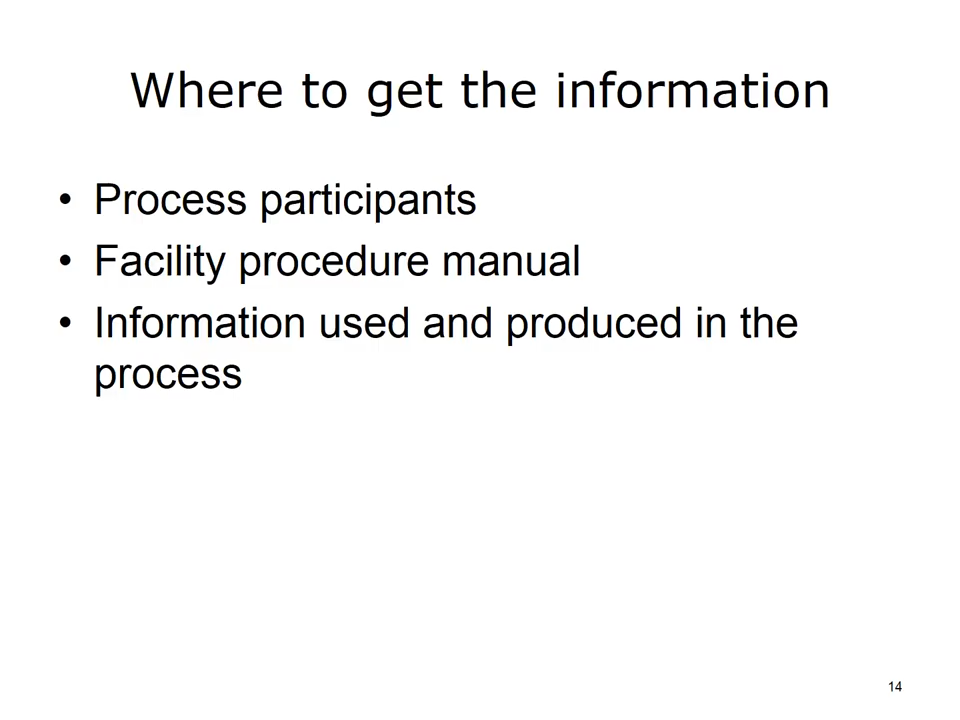 Where to get the information
• Process participants
• Facility procedure manual
• Information used and produced in the
process
14